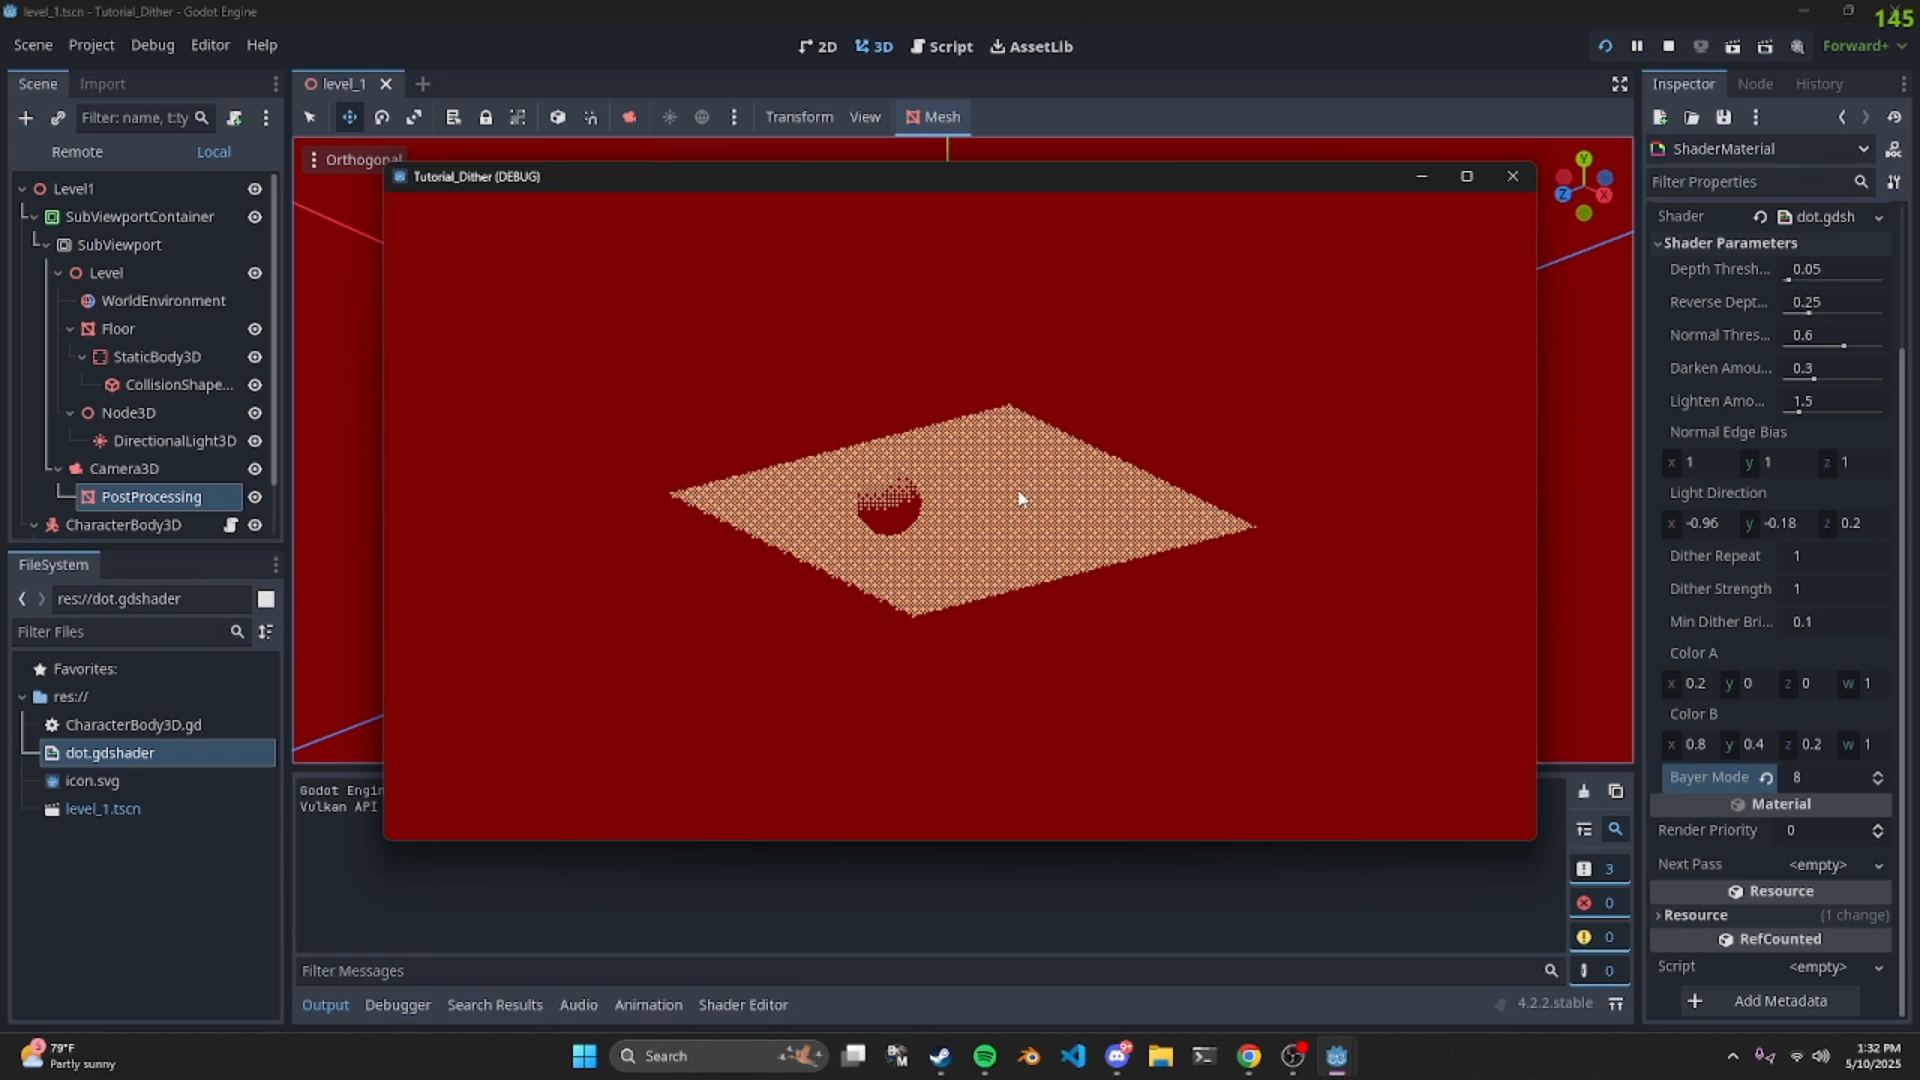 level_1.tscn - Tutorial_Dither - Godot Engine
145
Scene Project Debug Editor Help
2D 3D Script AssetLib
Forward+
Scene Import
level_1
Inspector Node History
Filter: name, t:ty
Transform View Mesh
Remote Local
Orthogonal
Y
Z
X
ShaderMaterial
DOC
Filter Properties
Tutorial_Dither (DEBUG)
Level1
SubViewportContainer
SubViewport
Level
WorldEnvironment
Floor
StaticBody3D
CollisionShape...
Node3D
DirectionalLight3D
Camera3D
PostProcessing
CharacterBody3D
Shader dot.gdsh
Shader Parameters
Depth Thresh... 0.05
Reverse Dept... 0.25
Normal Thres... 0.6
Darken Amou... 0.3
Lighten Amo... 1.5
Normal Edge Bias
x 1 y 1 z 1
Light Direction
x -0.96 y -0.18 z 0.2
Dither Repeat 1
Dither Strength 1
Min Dither Bri... 0.1
Color A
x 0.2 y 0 z 0 w 1
Color B
x 0.8 y 0.4 z 0.2 w 1
Bayer Mode 8
Material
Render Priority 0
Next Pass <empty>
Resource
Resource (1 change)
RefCounted
Script <empty>
Add Metadata
FileSystem
res://dot.gdshader
Filter Files
Favorites:
res://
CharacterBody3D.gd
dot.gdshader
icon.svg
level_1.tscn
Godot Engin
Vulkan API
3
0
0
0
Filter Messages
Output Debugger Search Results Audio Animation Shader Editor
4.2.2.stable
79°F
Partly sunny
Search
1:32 PM
5/10/2025